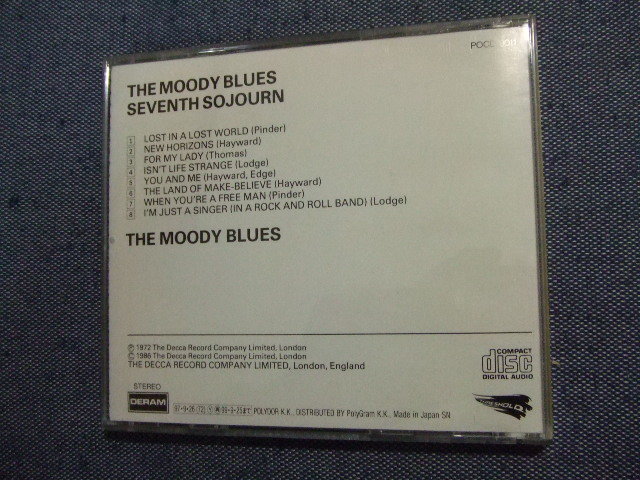 POCL
THE MOODY BLUES
SEVENTH SOJOURN
1 LOST IN A LOST WORLD (Pinder)
2 NEW HORIZONS (Hayward)
3 FOR MY LADY (Thomas)
4 ISN'T LIFE STRANGE (Lodge)
5 YOU AND ME (Hayward, Edge)
6 THE LAND OF MAKE-BELIEVE (Hayward)
7 WHEN YOU'RE A FREE MAN (Pinder)
8 I'M JUST A SINGER (IN A ROCK AND ROLL BAND) (Lodge)
THE MOODY BLUES
℗ 1972 The Decca Record Company Limited, London
© 1986 The Decca Record Company Limited, London
THE DECCA RECORD COMPANY LIMITED, London, England
COMPACT
disc
DIGITAL AUDIO
STEREO
DERAM
POLYDOR K.K., DISTRIBUTED BY PolyGram K.K., Made in Japan SN
THRESHOLD